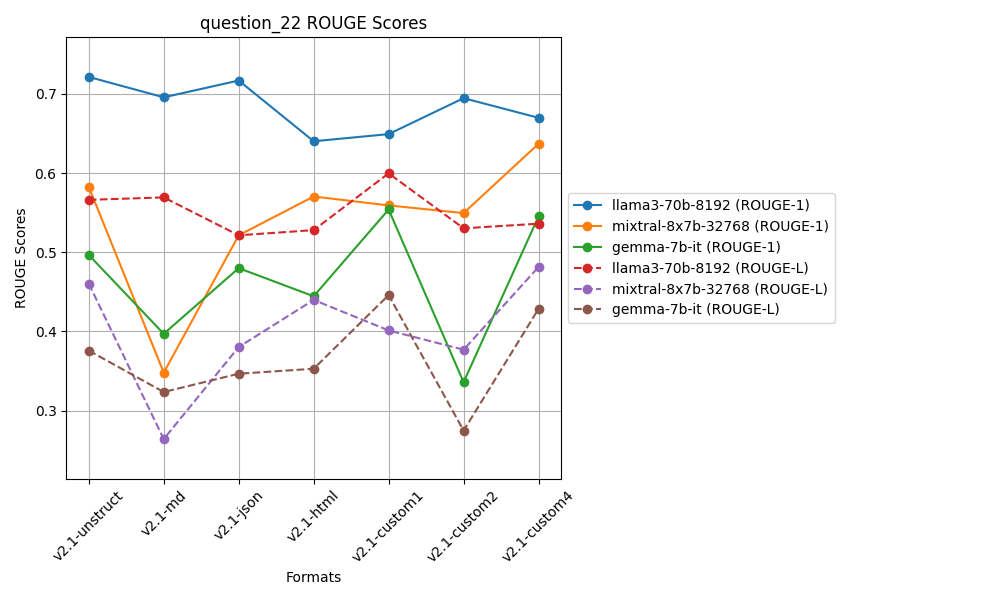 question_22 ROUGE Scores
ROUGE Scores
0.7
0.6
0.5
0.4
0.3
v2.1-unstruct
v2.1-md
v2.1-json
v2.1-html
v2.1-custom1
v2.1-custom2
v2.1-custom4
Formats
llama3-70b-8192 (ROUGE-1)
mixtral-8x7b-32768 (ROUGE-1)
gemma-7b-it (ROUGE-1)
llama3-70b-8192 (ROUGE-L)
mixtral-8x7b-32768 (ROUGE-L)
gemma-7b-it (ROUGE-L)